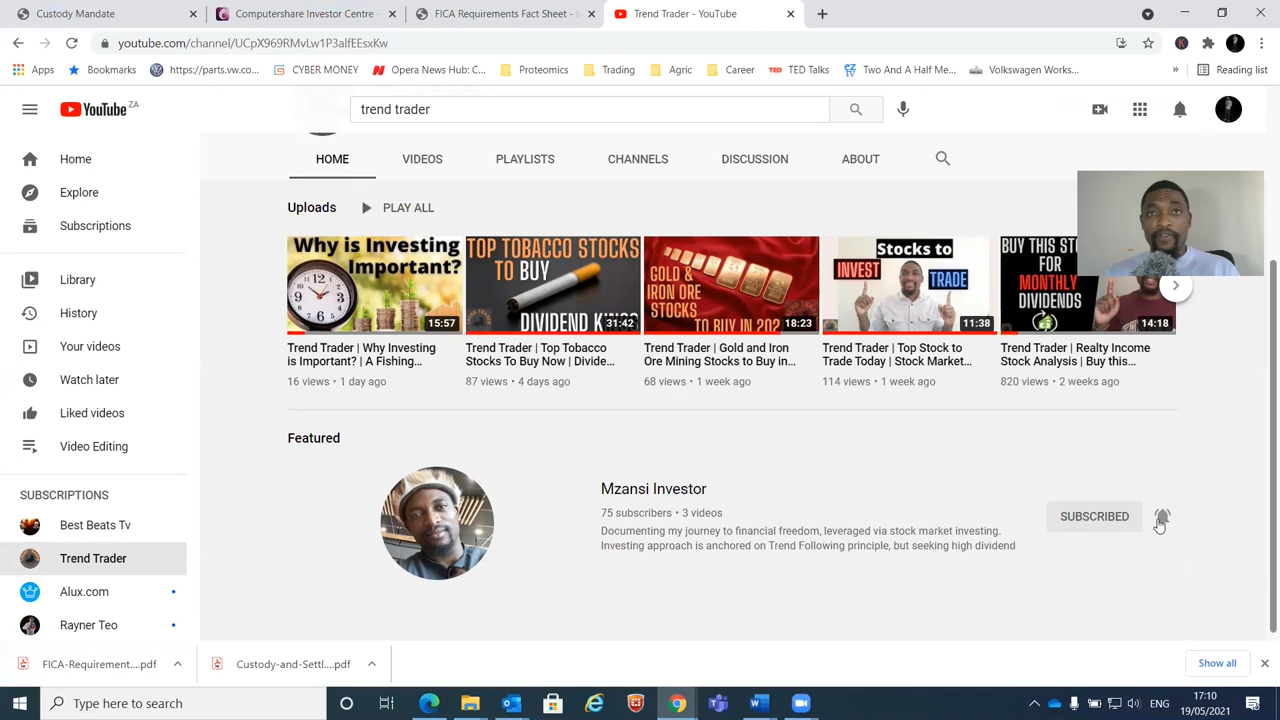 Custody Mandate
Computershare Investor Centre -
FICA Requirements Fact Sheet - In
Trend Trader - YouTube
youtube.com/channel/UCpX969RMvLw1P3alfEEsxKw
Apps
Bookmarks
https://parts.vw.co...
CYBER MONEY
Opera News Hub: C...
Proteomics
Trading
Agric
Career
TED Talks
Two And A Half Me...
Volkswagen Works...
»
Reading list
YouTube ZA
trend trader
Home
Explore
Subscriptions
Library
History
Your videos
Watch later
Liked videos
Video Editing
SUBSCRIPTIONS
Best Beats Tv
Trend Trader
Alux.com
Rayner Teo
HOME
VIDEOS
PLAYLISTS
CHANNELS
DISCUSSION
ABOUT
Uploads
PLAY ALL
Why is Investing
Important?
15:57
Trend Trader | Why Investing
is Important? | A Fishing...
16 views • 1 day ago
TOP TOBACCO STOCKS
TO BUY
DIVIDEND KINGS
31:42
Trend Trader | Top Tobacco
Stocks To Buy Now | Divide...
87 views • 4 days ago
GOLD &
IRON ORE
STOCKS
TO BUY IN 202
18:23
Trend Trader | Gold and Iron
Ore Mining Stocks to Buy in...
68 views • 1 week ago
Stocks to
INVEST
TRADE
11:38
Trend Trader | Top Stock to
Trade Today | Stock Market...
114 views • 1 week ago
BUY THIS STO
FOR
MONTHLY
DIVIDENDS
14:18
Trend Trader | Realty Income
Stock Analysis | Buy this...
820 views • 2 weeks ago
Featured
Mzansi Investor
75 subscribers • 3 videos
Documenting my journey to financial freedom, leveraged via stock market investing.
Investing approach is anchored on Trend Following principle, but seeking high dividend
SUBSCRIBED
FICA-Requirement....pdf
Custody-and-Settl....pdf
Show all
Type here to search
ENG
17:10
19/05/2021